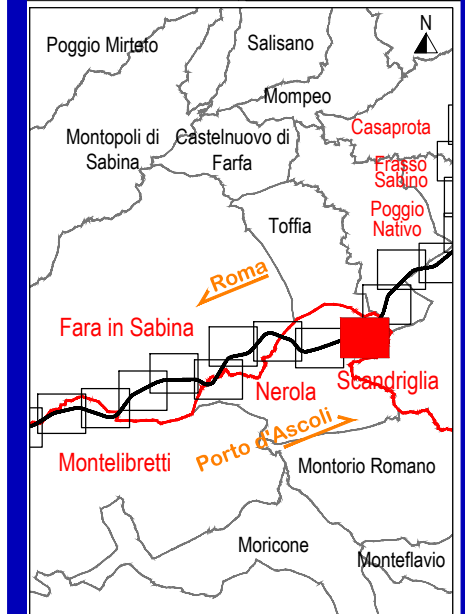 N
Poggio Mirteto
Salisano
Mompeo
Casaprota
Montopoli di
Sabina
Castelnuovo di
Farfa
Frasso
Sabino
Poggio
Nativo
Toffia
Roma
Fara in Sabina
Nerola
Scandriglia
Porto d'Ascoli
Montelibretti
Montorio Romano
Moricone
Monteflavio